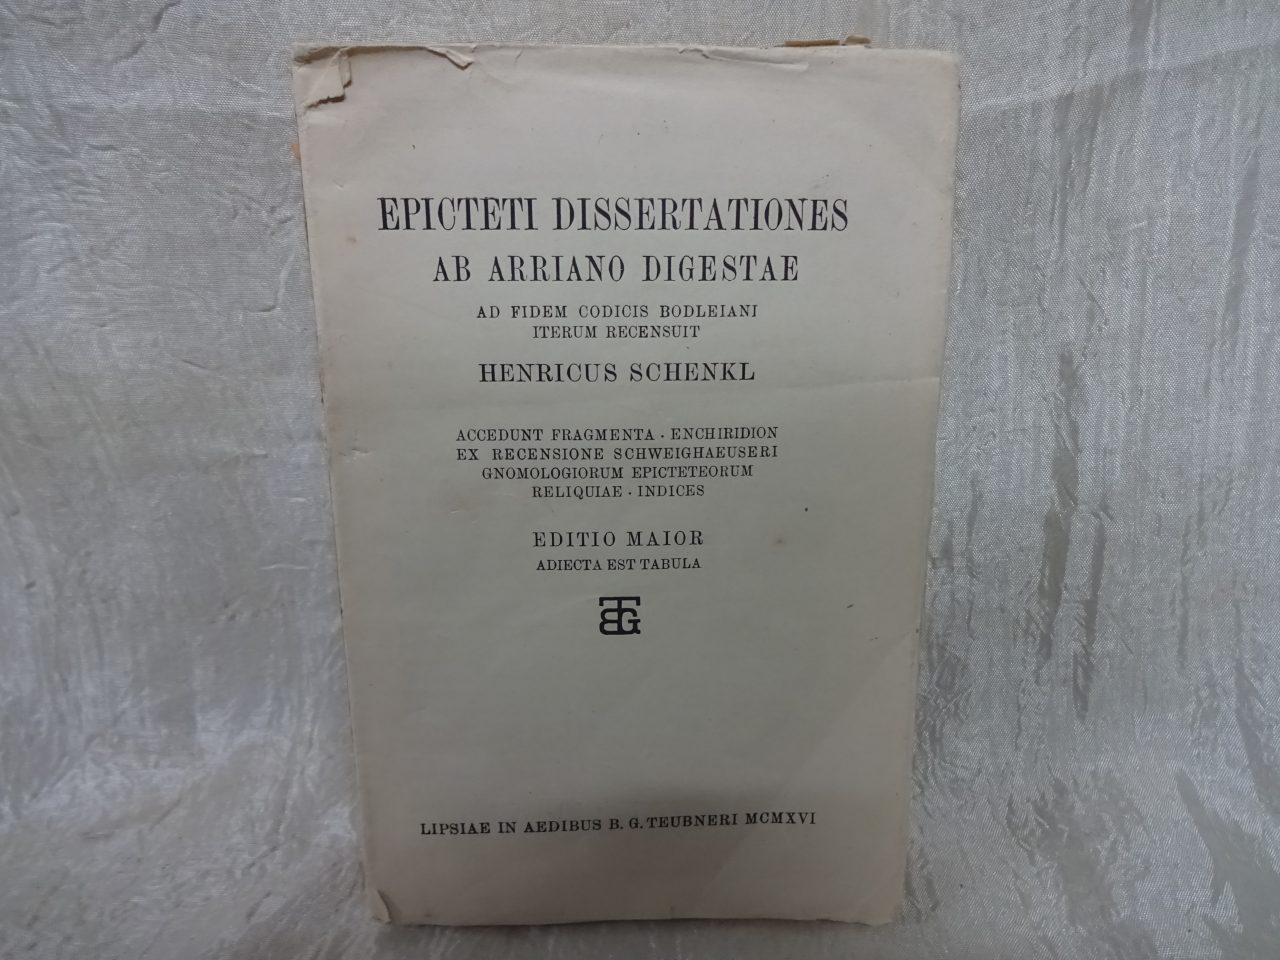 EPICTETI DISSERTATIONES
AB ARRIANO DIGESTAE
AD FIDEM CODICIS BODLEIANI
ITERUM RECENSUIT
HENRICUS SCHENKL
ACCEDUNT FRAGMENTA · ENCHIRIDION
EX RECENSIONE SCHWEIGHAEUSERI
GNOMOLOGIORUM EPICTETEORUM
RELIQUIAE · INDICES
EDITIO MAIOR
ADIECTA EST TABULA
BTG
LIPSIAE IN AEDIBUS B. G. TEUBNERI MCMXVI